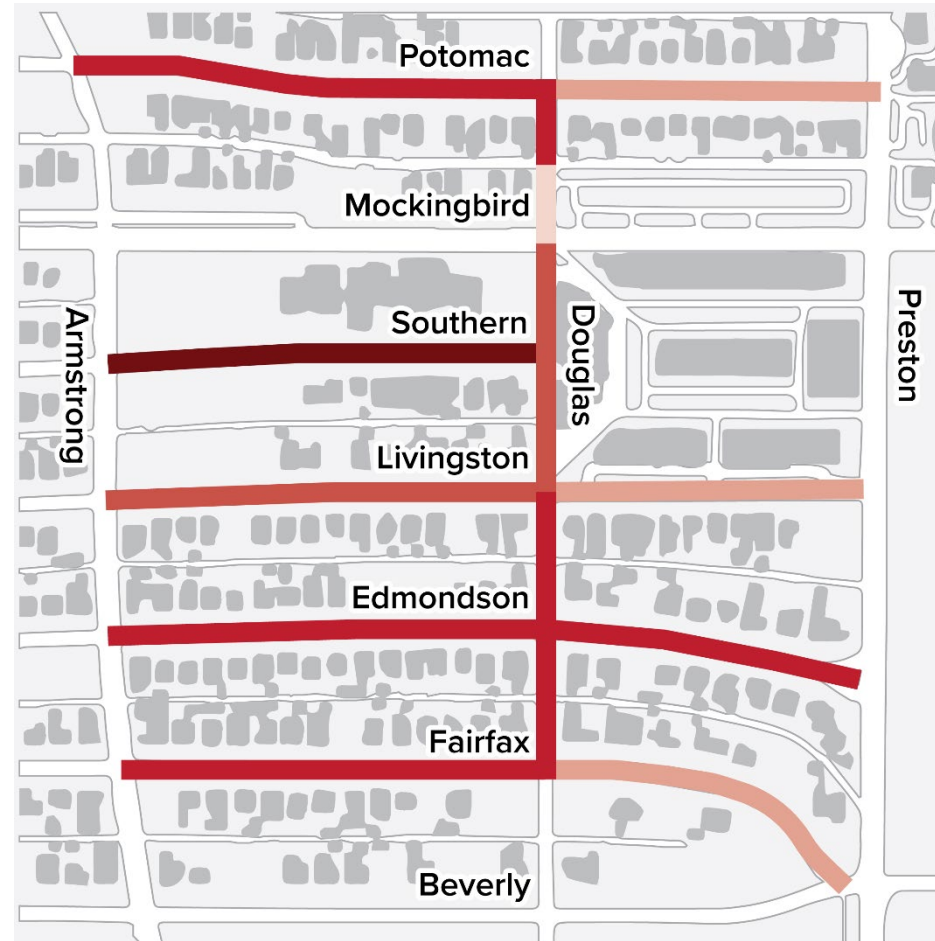 Potomac
Mockingbird
Southern
Armstrong
Douglas
Preston
Livingston
Edmondson
Fairfax
Beverly